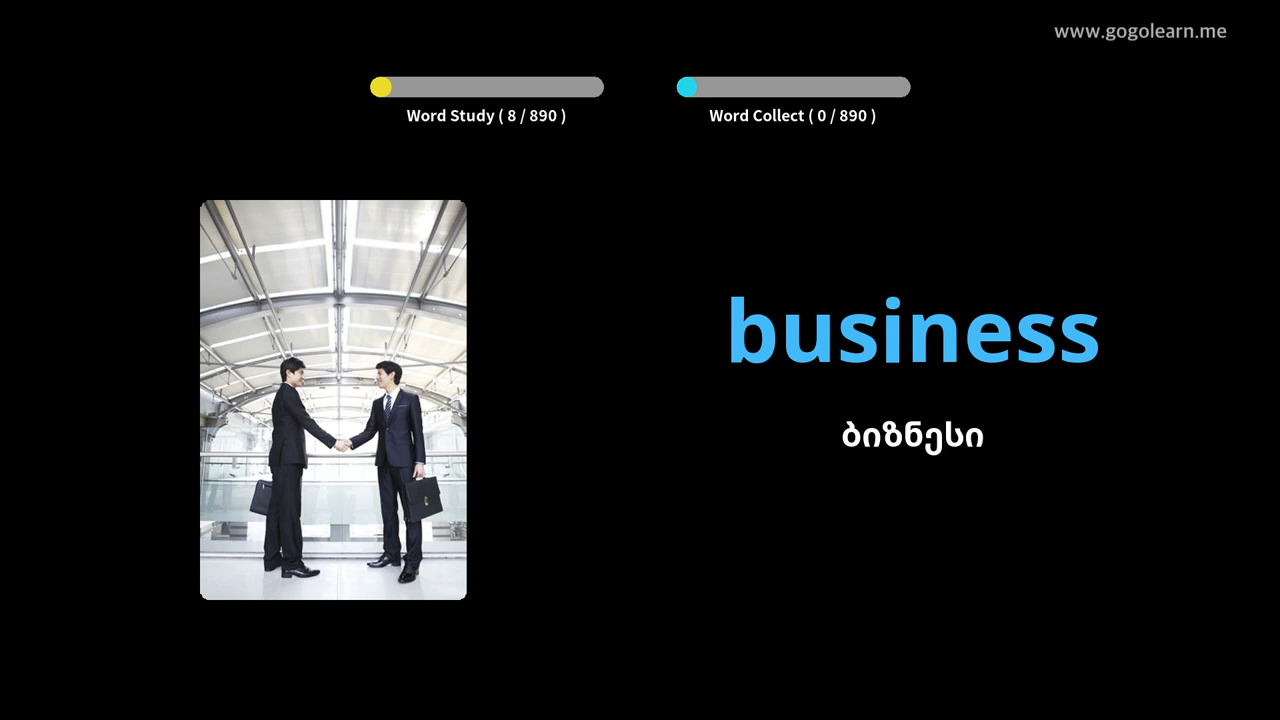 www.gogolearn.me
Word Study ( 8 / 890 )
Word Collect ( 0 / 890 )
business
ბიზნესი